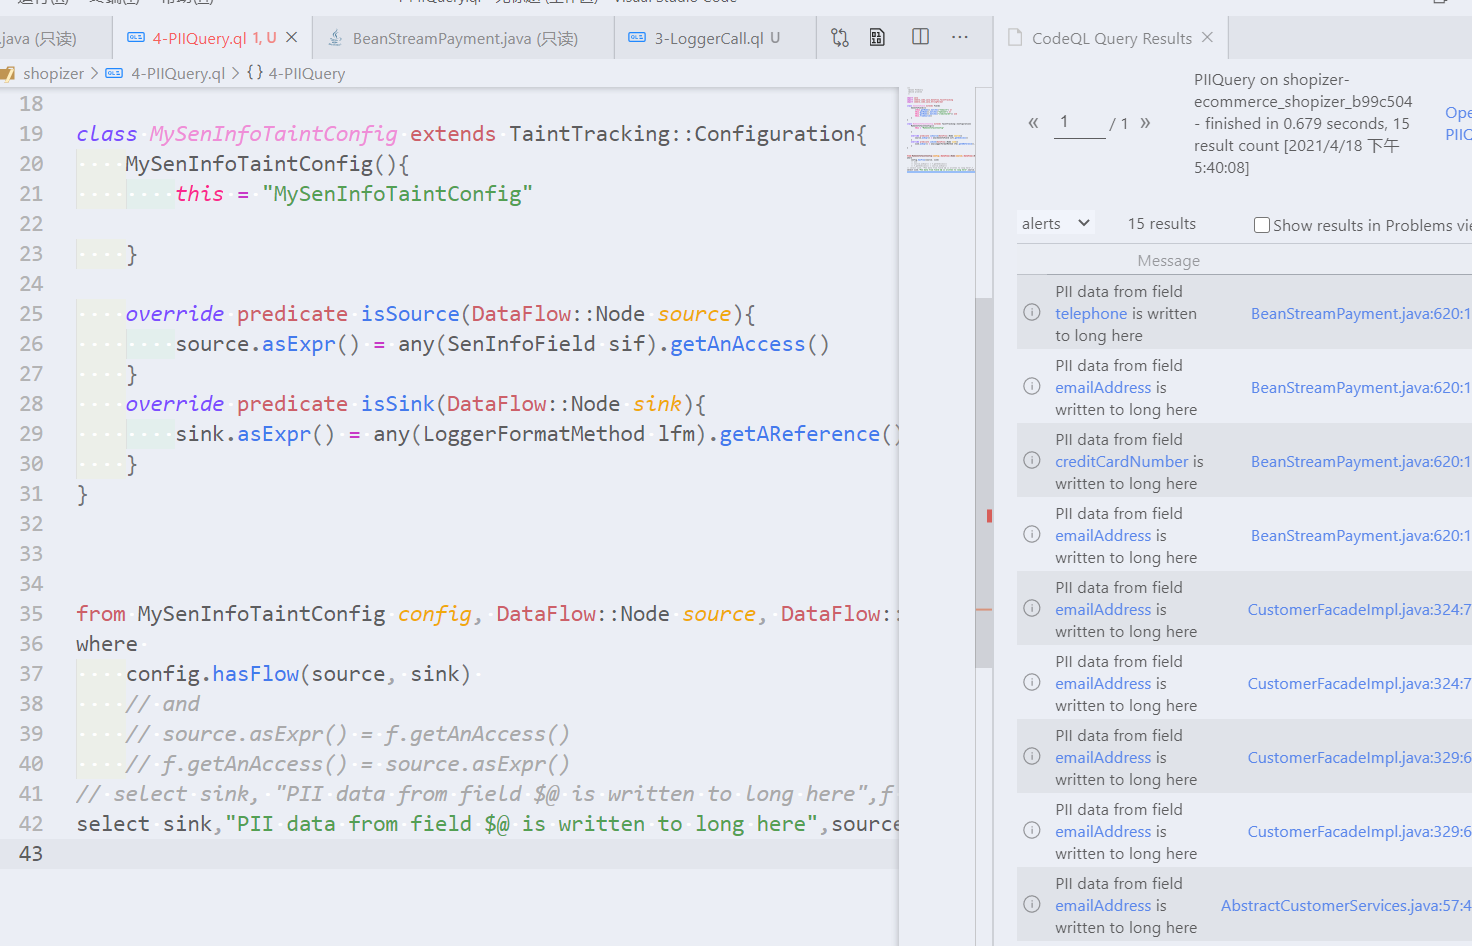 .java (只读)
4-PIIQuery.ql 1, U
BeanStreamPayment.java (只读)
3-LoggerCall.ql U
CodeQL Query Results
shopizer > 4-PIIQuery.ql > {} 4-PIIQuery
18
19 class MySenInfoTaintConfig extends TaintTracking::Configuration{
20 MySenInfoTaintConfig(){
21 this = "MySenInfoTaintConfig"
22
23 }
24
25 override predicate isSource(DataFlow::Node source){
26 source.asExpr() = any(SenInfoField sif).getAnAccess()
27 }
28 override predicate isSink(DataFlow::Node sink){
29 sink.asExpr() = any(LoggerFormatMethod lfm).getAReference()
30 }
31 }
32
33
34
35 from MySenInfoTaintConfig config, DataFlow::Node source, DataFlow::
36 where
37 config.hasFlow(source, sink)
38 // and
39 // source.asExpr() = f.getAnAccess()
40 // f.getAnAccess() = source.asExpr()
41 // select sink, "PII data from field $@ is written to long here",f
42 select sink,"PII data from field $@ is written to long here",source
43
« 1 / 1 »
PIIQuery on shopizer-
ecommerce_shopizer_b99c504
- finished in 0.679 seconds, 15
result count [2021/4/18 下午
5:40:08]
Ope
PIIQ
alerts
15 results
Show results in Problems vie
Message
PII data from field
telephone is written
to long here
BeanStreamPayment.java:620:1
PII data from field
emailAddress is
written to long here
BeanStreamPayment.java:620:1
PII data from field
creditCardNumber is
written to long here
BeanStreamPayment.java:620:1
PII data from field
emailAddress is
written to long here
BeanStreamPayment.java:620:1
PII data from field
emailAddress is
written to long here
CustomerFacadeImpl.java:324:7
PII data from field
emailAddress is
written to long here
CustomerFacadeImpl.java:324:7
PII data from field
emailAddress is
written to long here
CustomerFacadeImpl.java:329:6
PII data from field
emailAddress is
written to long here
CustomerFacadeImpl.java:329:6
PII data from field
emailAddress is
written to long here
AbstractCustomerServices.java:57:4